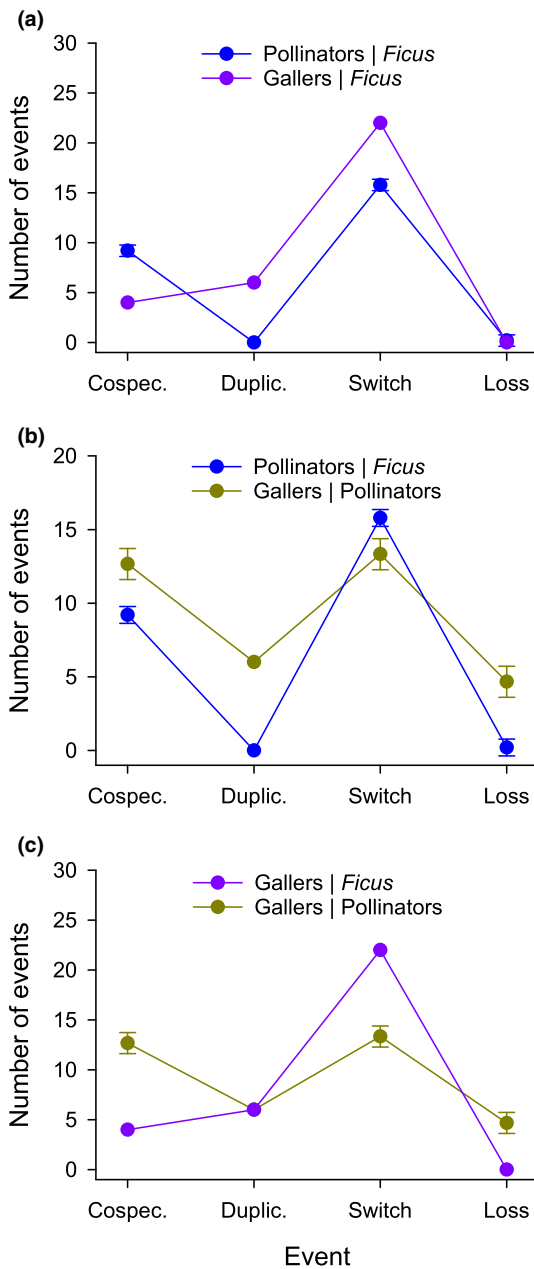 (a)
30
25
20
15
10
5
0
Number of events
Pollinators | Ficus
Gallers | Ficus
Cospec. Duplic. Switch Loss
(b)
20
15
10
5
0
Number of events
Pollinators | Ficus
Gallers | Pollinators
Cospec. Duplic. Switch Loss
(c)
30
25
20
15
10
5
0
Number of events
Gallers | Ficus
Gallers | Pollinators
Cospec. Duplic. Switch Loss
Event